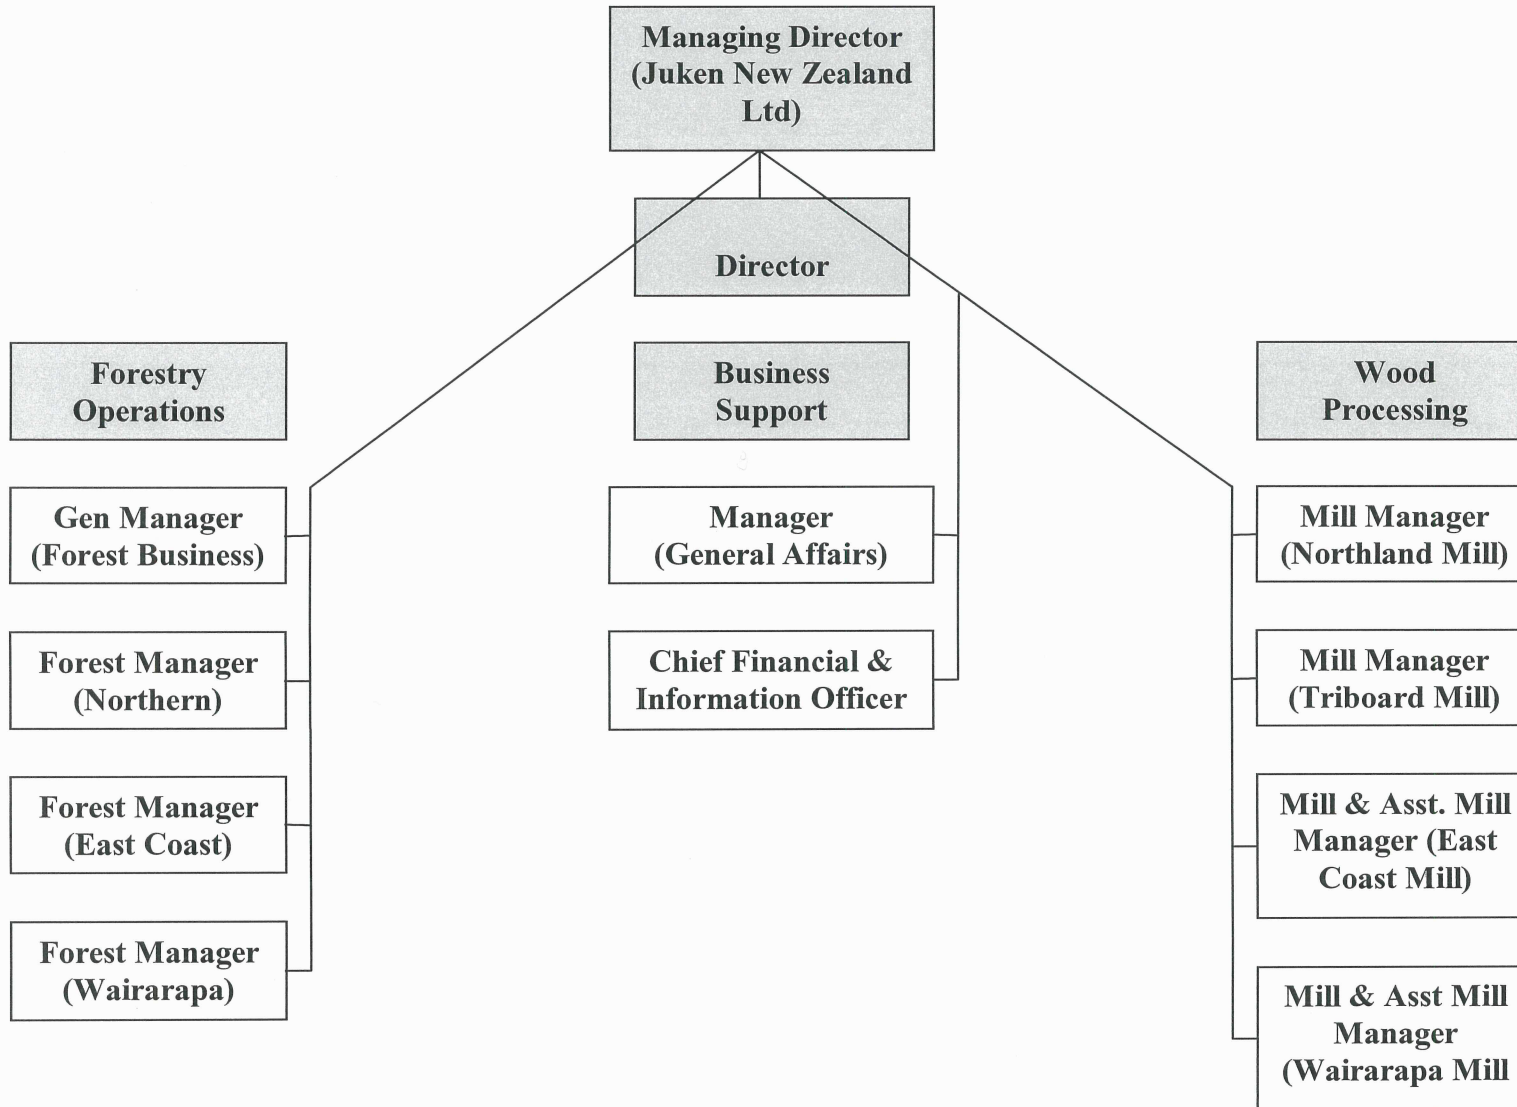 Managing Director
(Juken New Zealand
Ltd)
Director
Forestry
Operations
Gen Manager
(Forest Business)
Forest Manager
(Northern)
Forest Manager
(East Coast)
Forest Manager
(Wairarapa)
Business
Support
Manager
(General Affairs)
Chief Financial &
Information Officer
Wood
Processing
Mill Manager
(Northland Mill)
Mill Manager
(Triboard Mill)
Mill & Asst. Mill
Manager (East
Coast Mill)
Mill & Asst Mill
Manager
(Wairarapa Mill